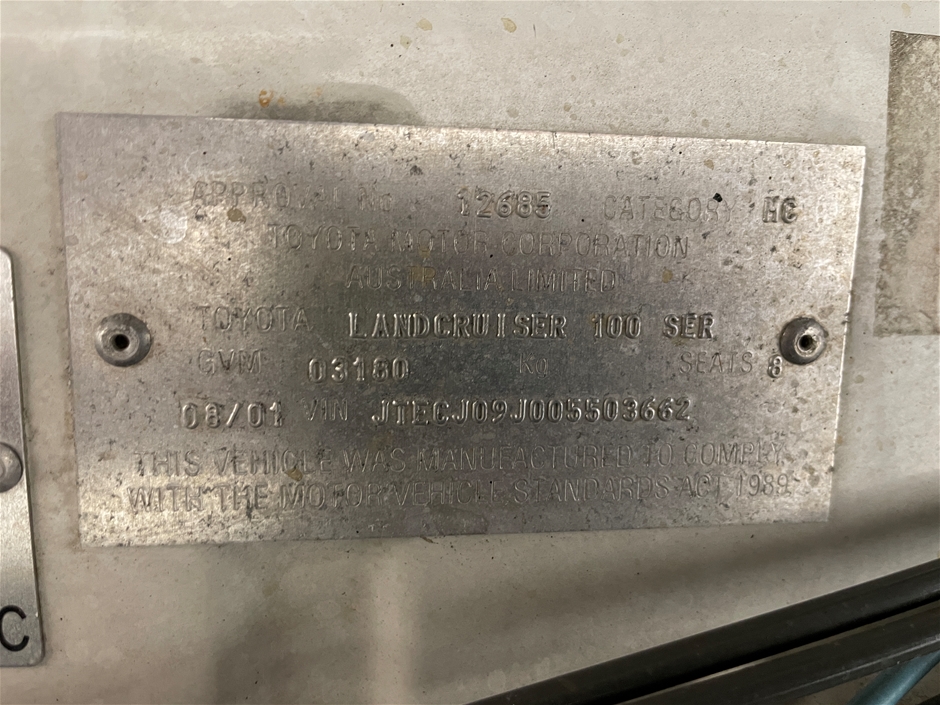 APPROVAL No 12685 CATEGORY MC
TOYOTA MOTOR CORPORATION
AUSTRALIA LIMITED
TOYOTA LANDCRUISER 100 SER
GVM 03180 KG SEATS 8
08/01 VIN JTECJ09J005503662
THIS VEHICLE WAS MANUFACTURED TO COMPLY
WITH THE MOTOR VEHICLE STANDARDS ACT 1989
C